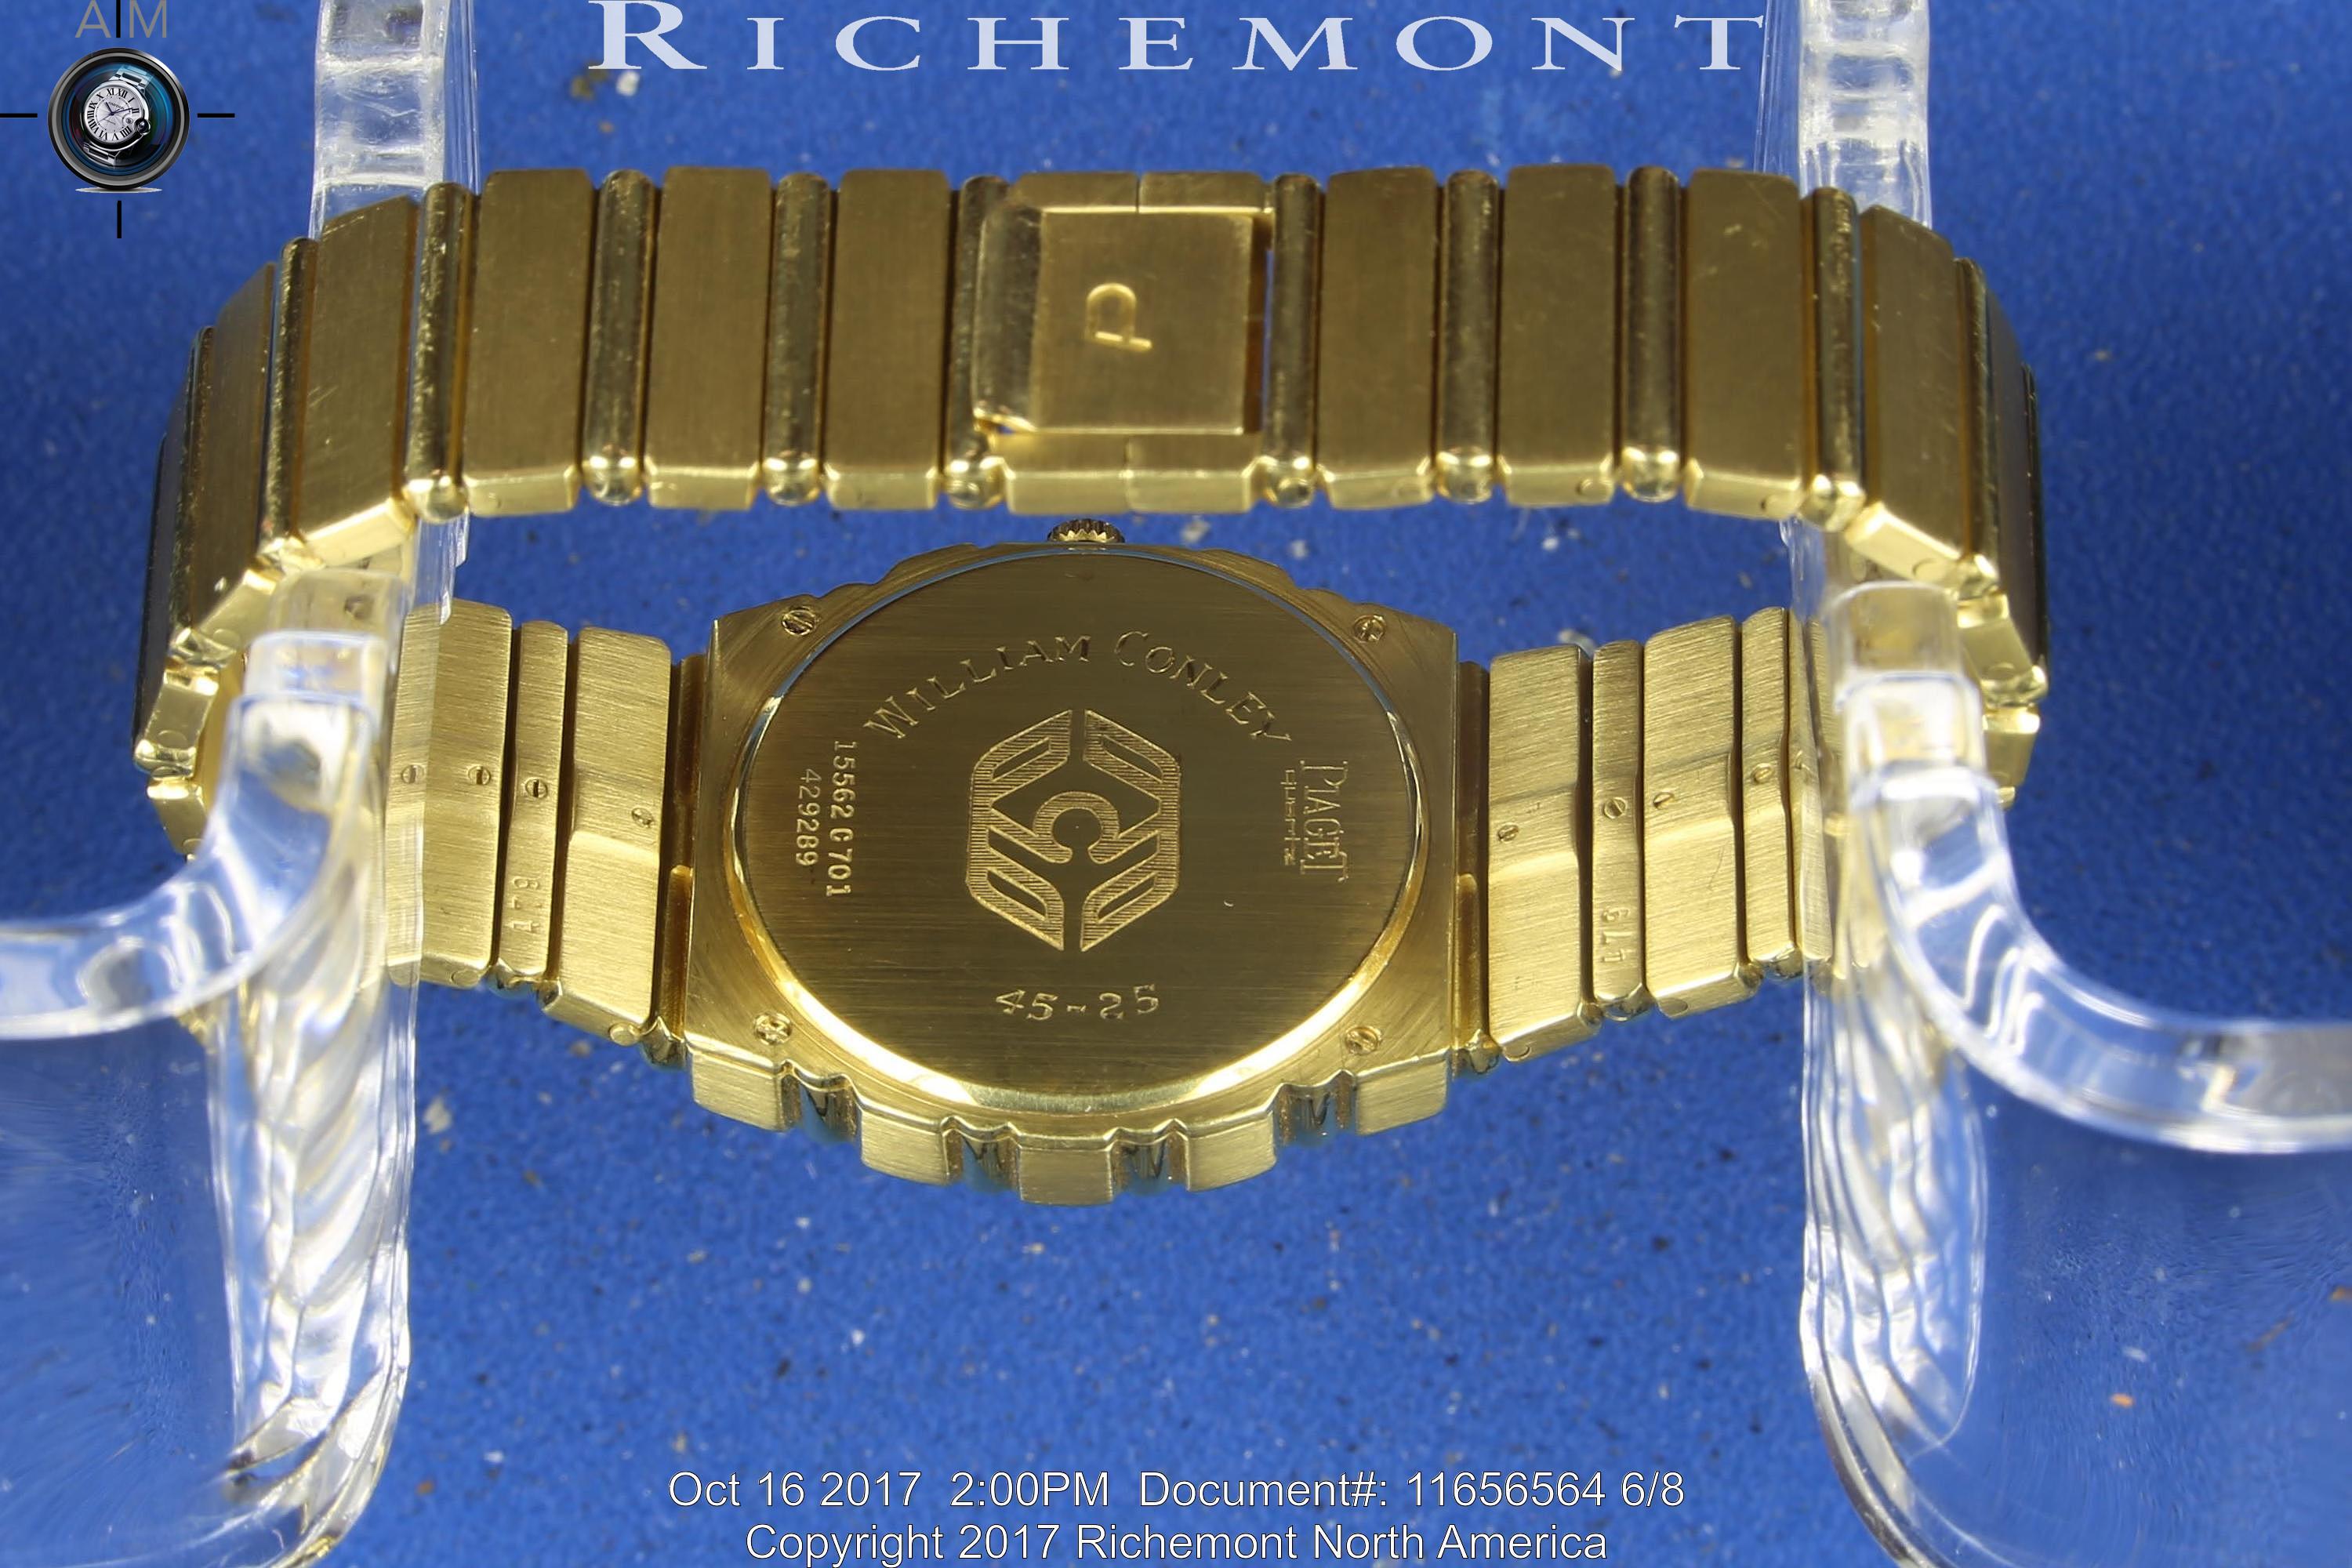 AIM
RICHEMONT
P
WILLIAM CONLEY
PIAGET
quartz
15562 C 701
429289
C
45-25
Oct 16 2017  2:00PM  Document#: 11656564 6/8
Copyright 2017 Richemont North America